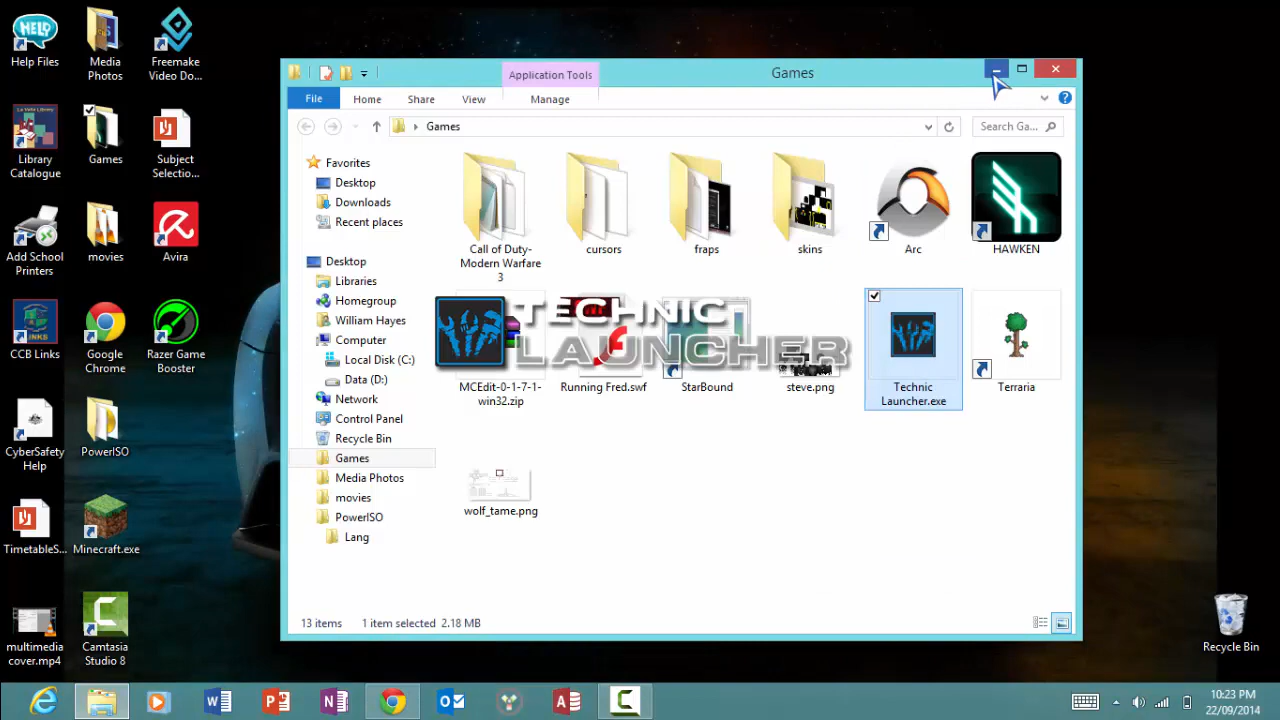 Help Files
Media Photos
Freemake Video Do...
Library Catalogue
Games
Subject Selectio...
Add School Printers
movies
Avira
CCB Links
Google Chrome
Razer Game Booster
CyberSafety Help
PowerISO
TimetableS...
Minecraft.exe
multimedia cover.mp4
Camtasia Studio 8
Recycle Bin
Application Tools
Games
File
Home
Share
View
Manage
Games
Search Ga...
Favorites
Desktop
Downloads
Recent places
Desktop
Libraries
Homegroup
William Hayes
Computer
Local Disk (C:)
Data (D:)
Network
Control Panel
Recycle Bin
Games
Media Photos
movies
PowerISO
Lang
Call of Duty-
Modern Warfare
3
cursors
fraps
skins
Arc
HAWKEN
TECHNIC
LAUNCHER
MCEdit-0-1-7-1-
win32.zip
Running Fred.swf
StarBound
steve.png
Technic
Launcher.exe
Terraria
wolf_tame.png
13 items
1 item selected 2.18 MB
10:23 PM
22/09/2014